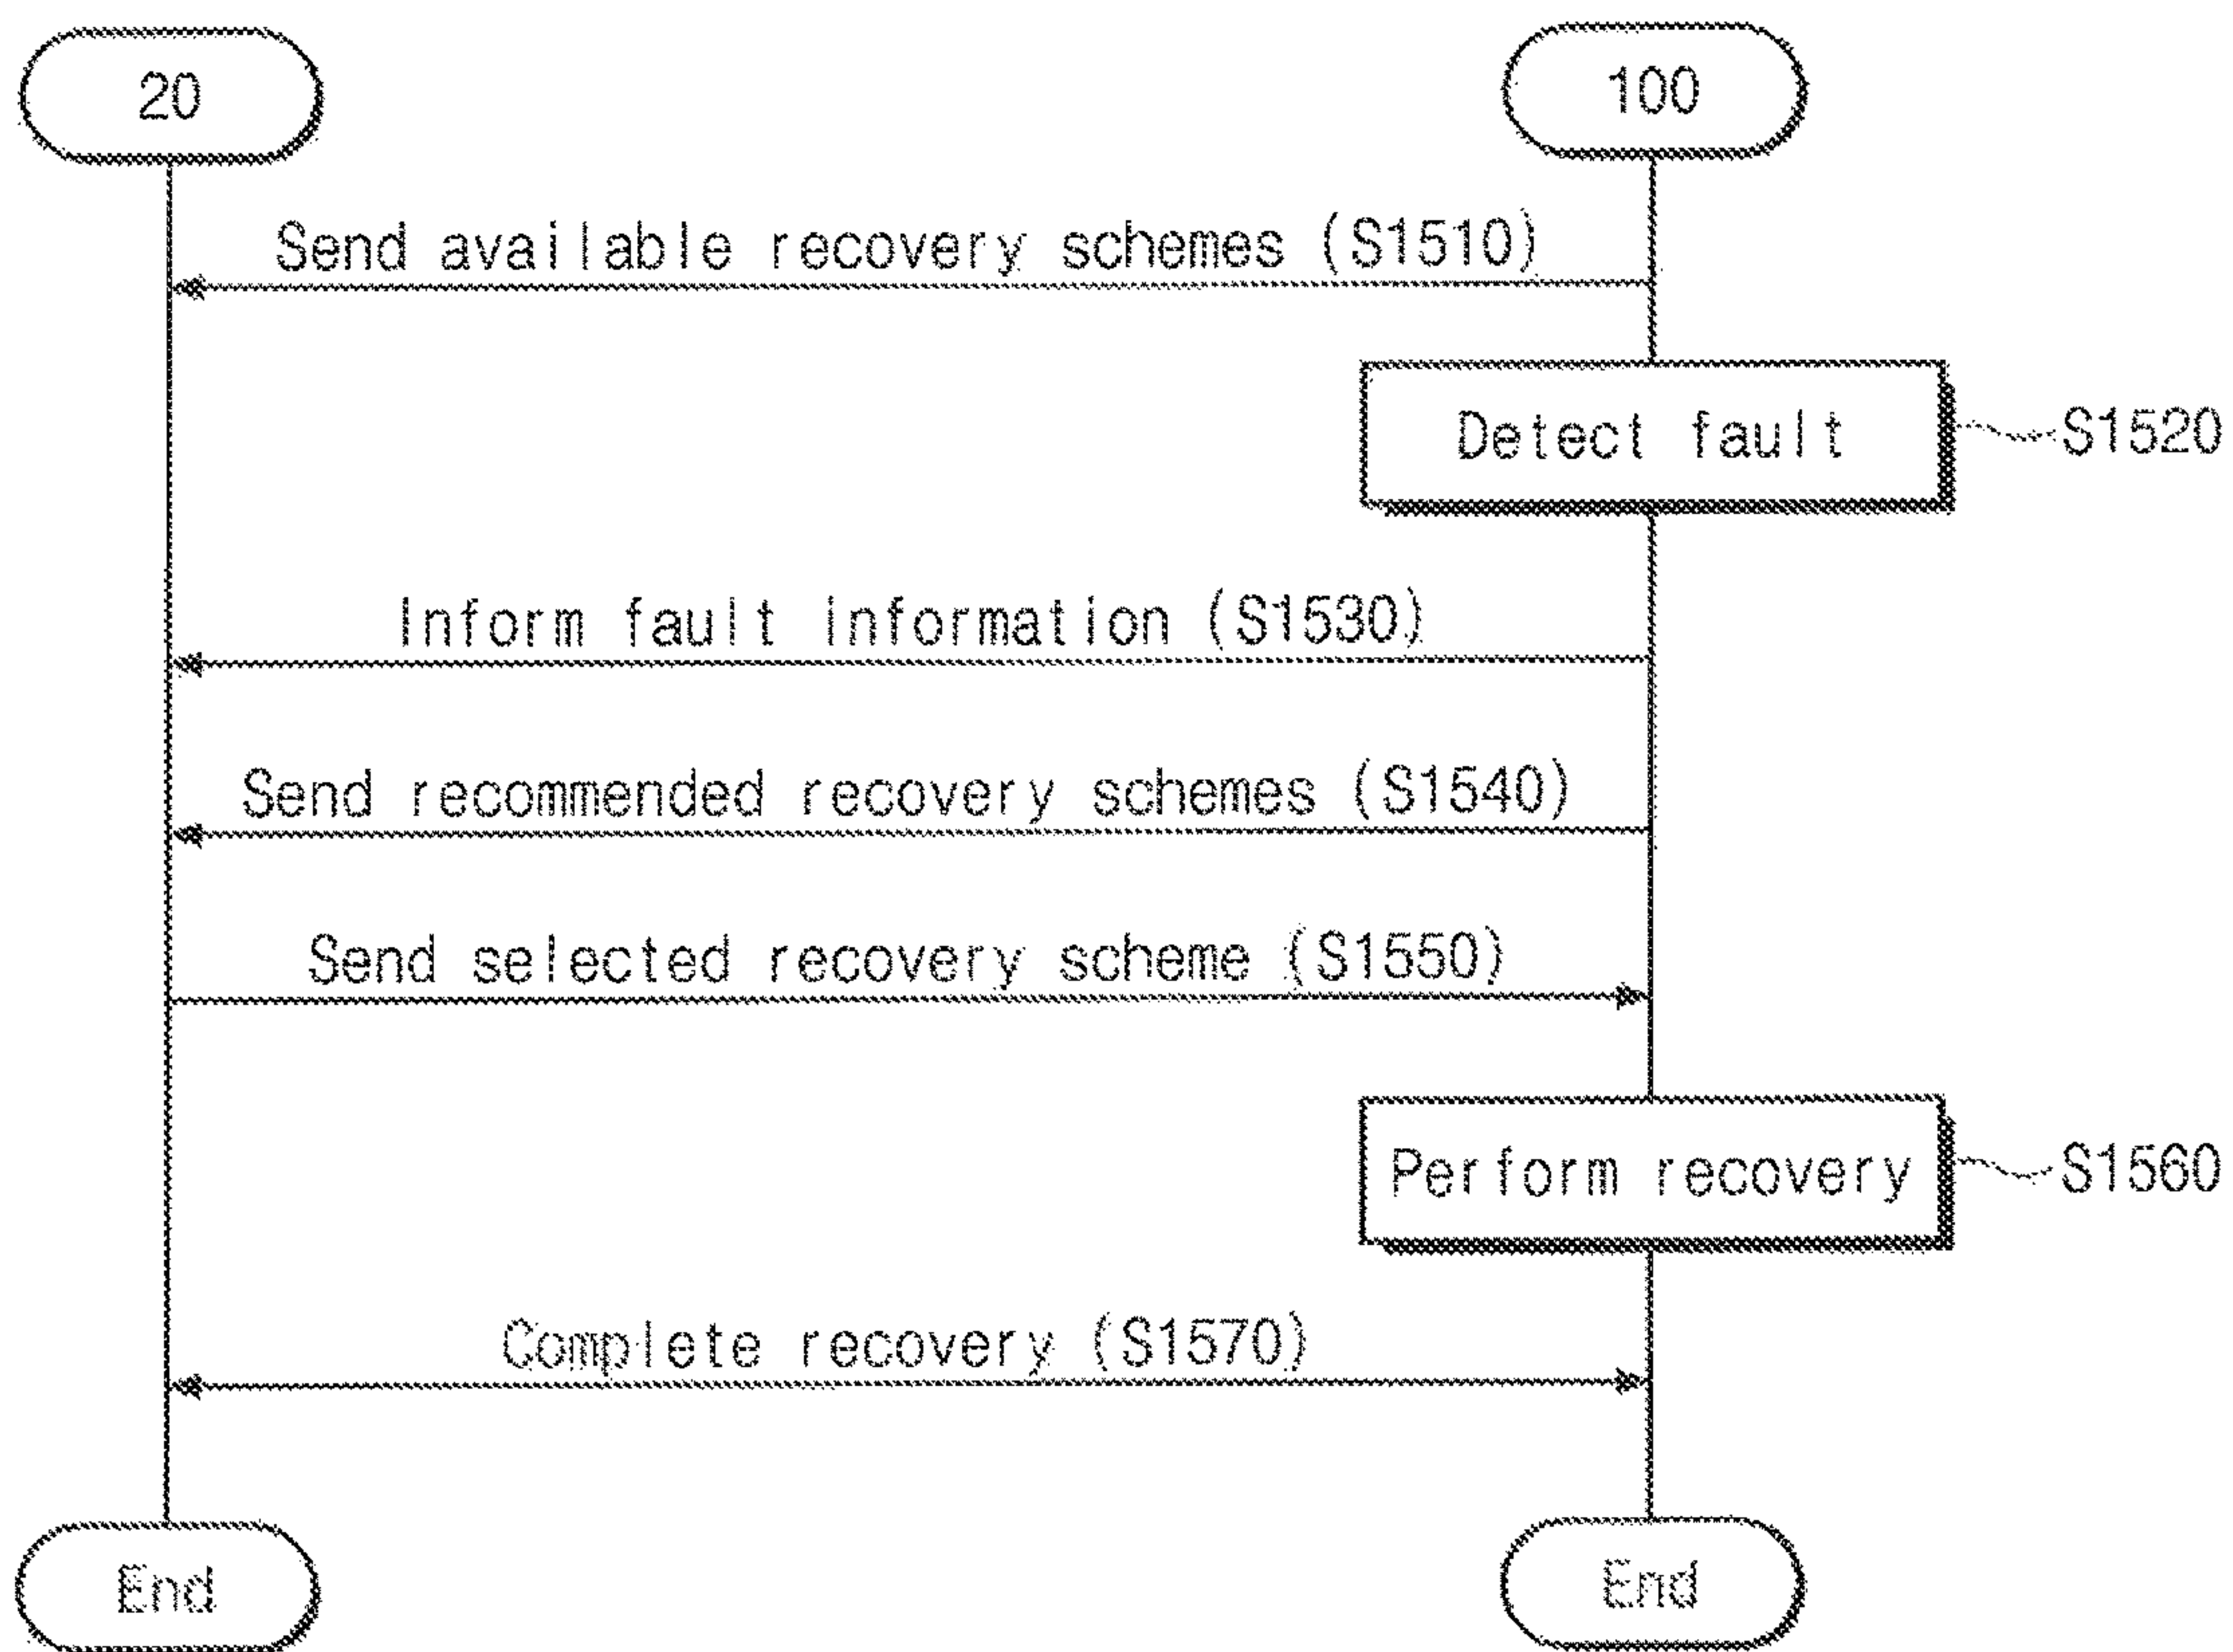 20
100
Send available recovery schemes (S1510)
Detect fault
S1520
Inform fault information (S1530)
Send recommended recovery schemes (S1540)
Send selected recovery scheme (S1550)
Perform recovery
S1560
Complete recovery (S1570)
End
End